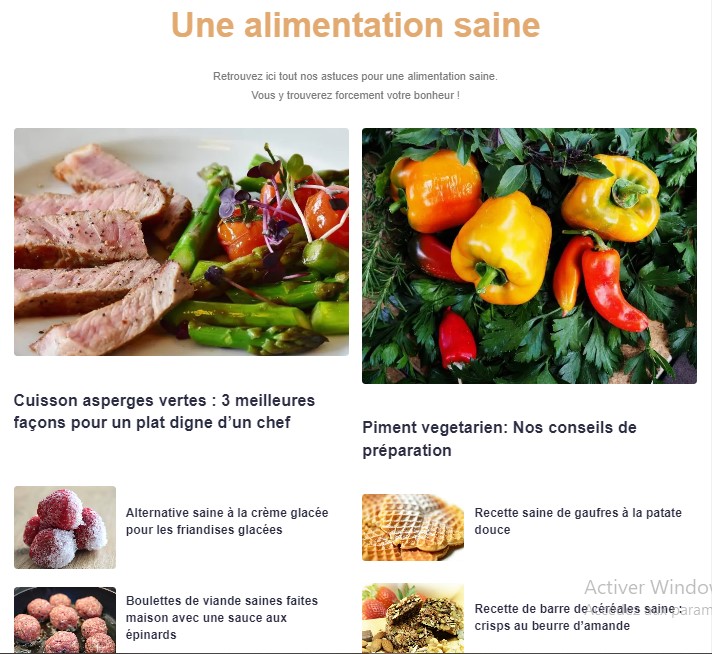 Une alimentation saine
Retrouvez ici tout nos astuces pour une alimentation saine.
Vous y trouverez forcement votre bonheur !
Cuisson asperges vertes : 3 meilleures
façons pour un plat digne d’un chef
Piment vegetarien: Nos conseils de
préparation
Alternative saine à la crème glacée
pour les friandises glacées
Recette saine de gaufres à la patate
douce
Boulettes de viande saines faites
maison avec une sauce aux
épinards
Recette de barre de céréales saine :
crisps au beurre d’amande
Activer Window